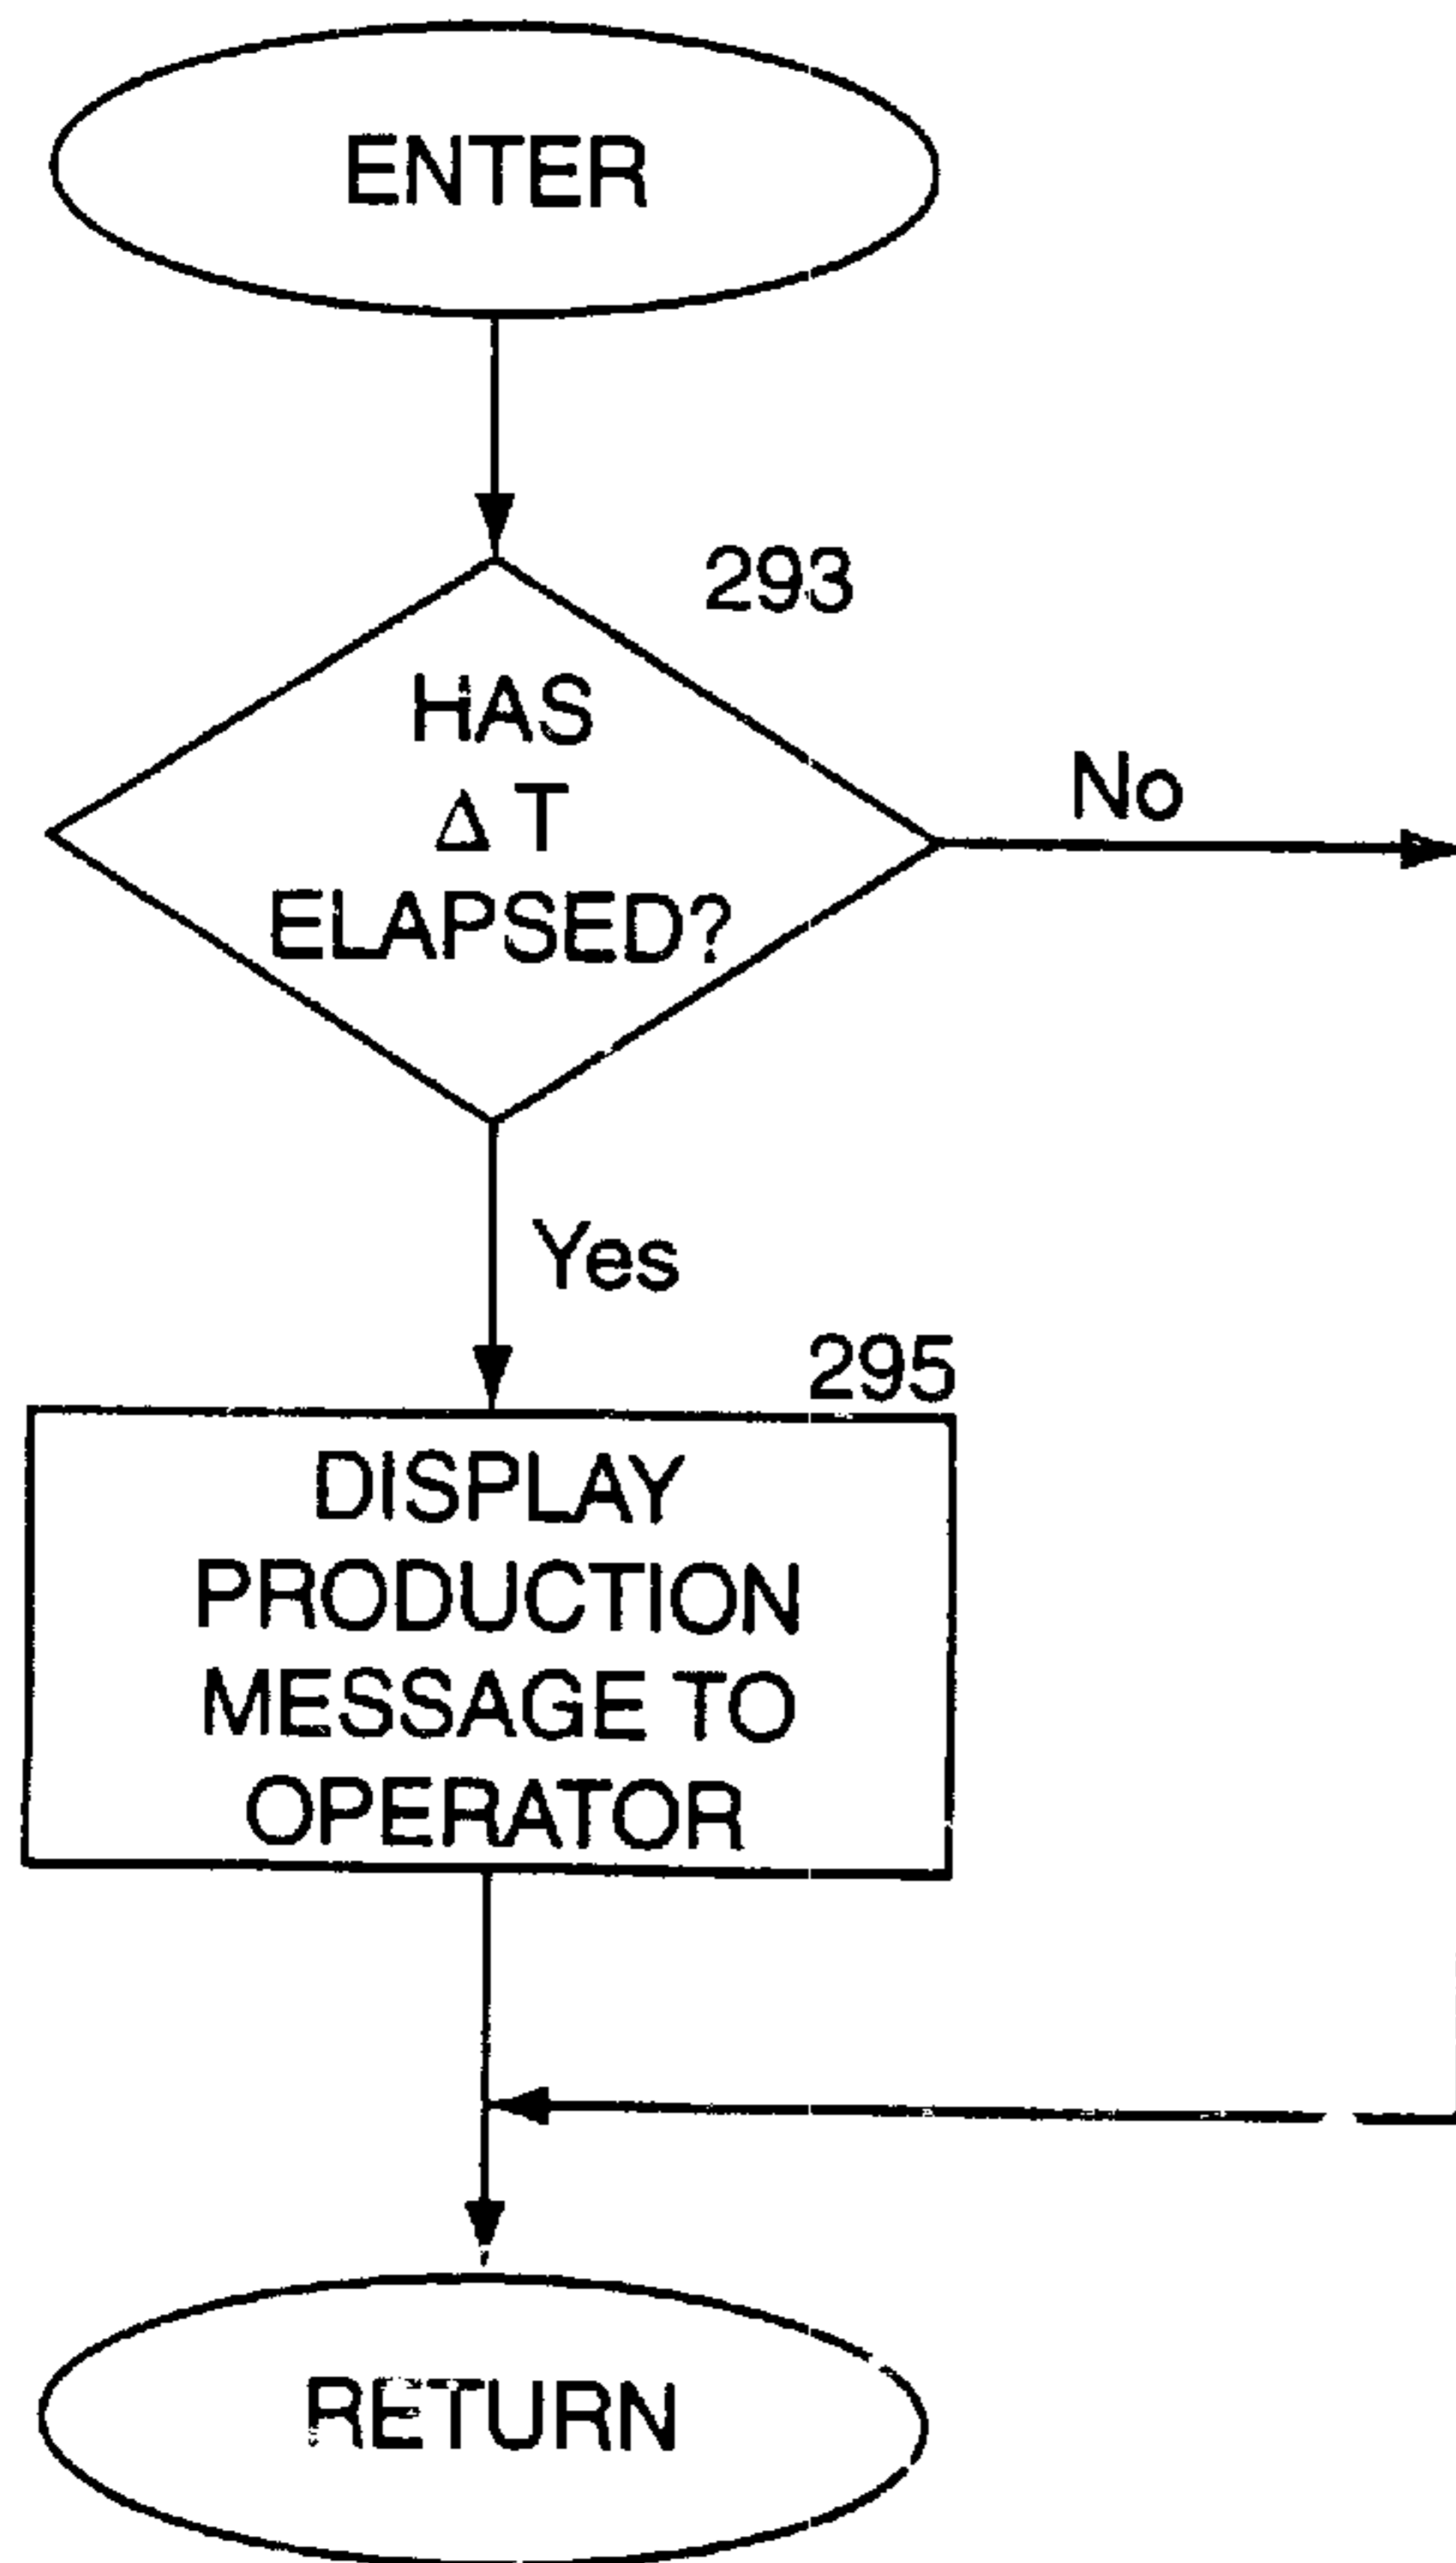 ENTER
293
HAS
Δ T
ELAPSED?
No
Yes
295
DISPLAY
PRODUCTION
MESSAGE TO
OPERATOR
RETURN